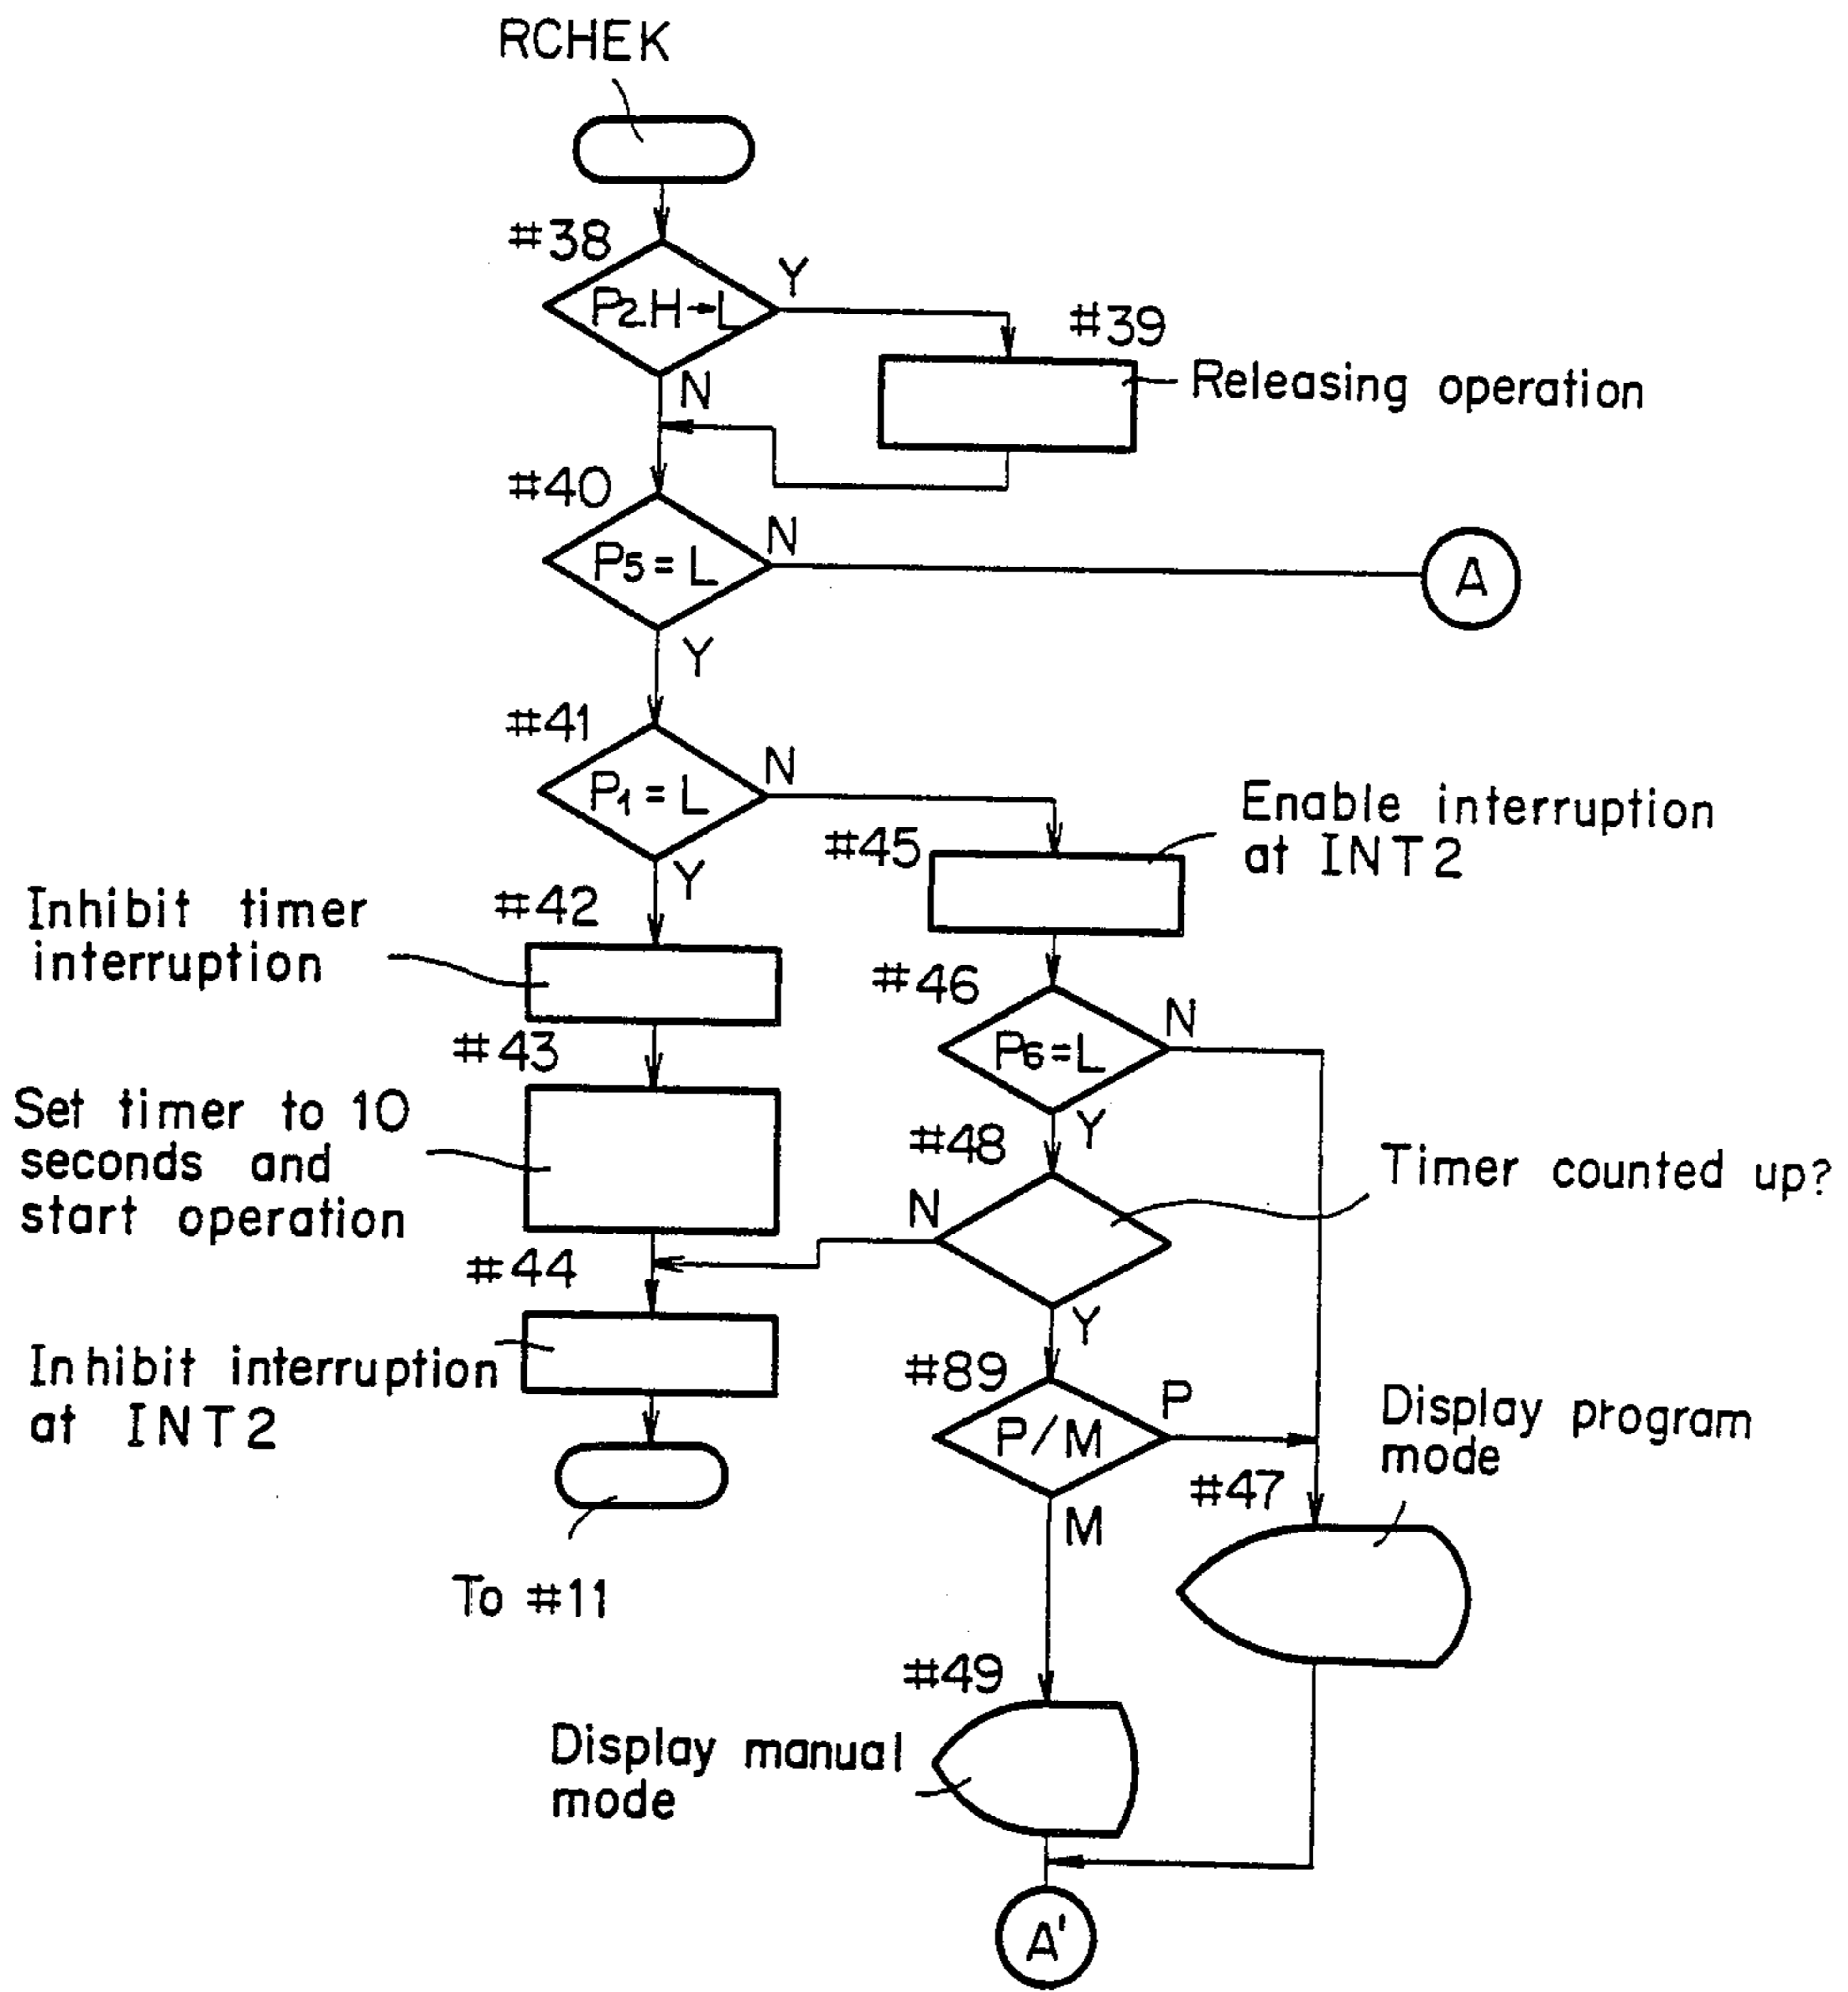 RCHEK
#38
P2H→L
Y
N
#39
Releasing operation
#40
P5=L
N
A
Y
#41
P1=L
N
Y
#45
Enable interruption
at INT2
#42
Inhibit timer
interruption
#46
P6=L
N
Y
#43
Set timer to 10
seconds and
start operation
#48
Timer counted up?
N
Y
#44
Inhibit interruption
at INT2
To #11
#89
P/M
P
M
#47
Display program
mode
#49
Display manual
mode
A'